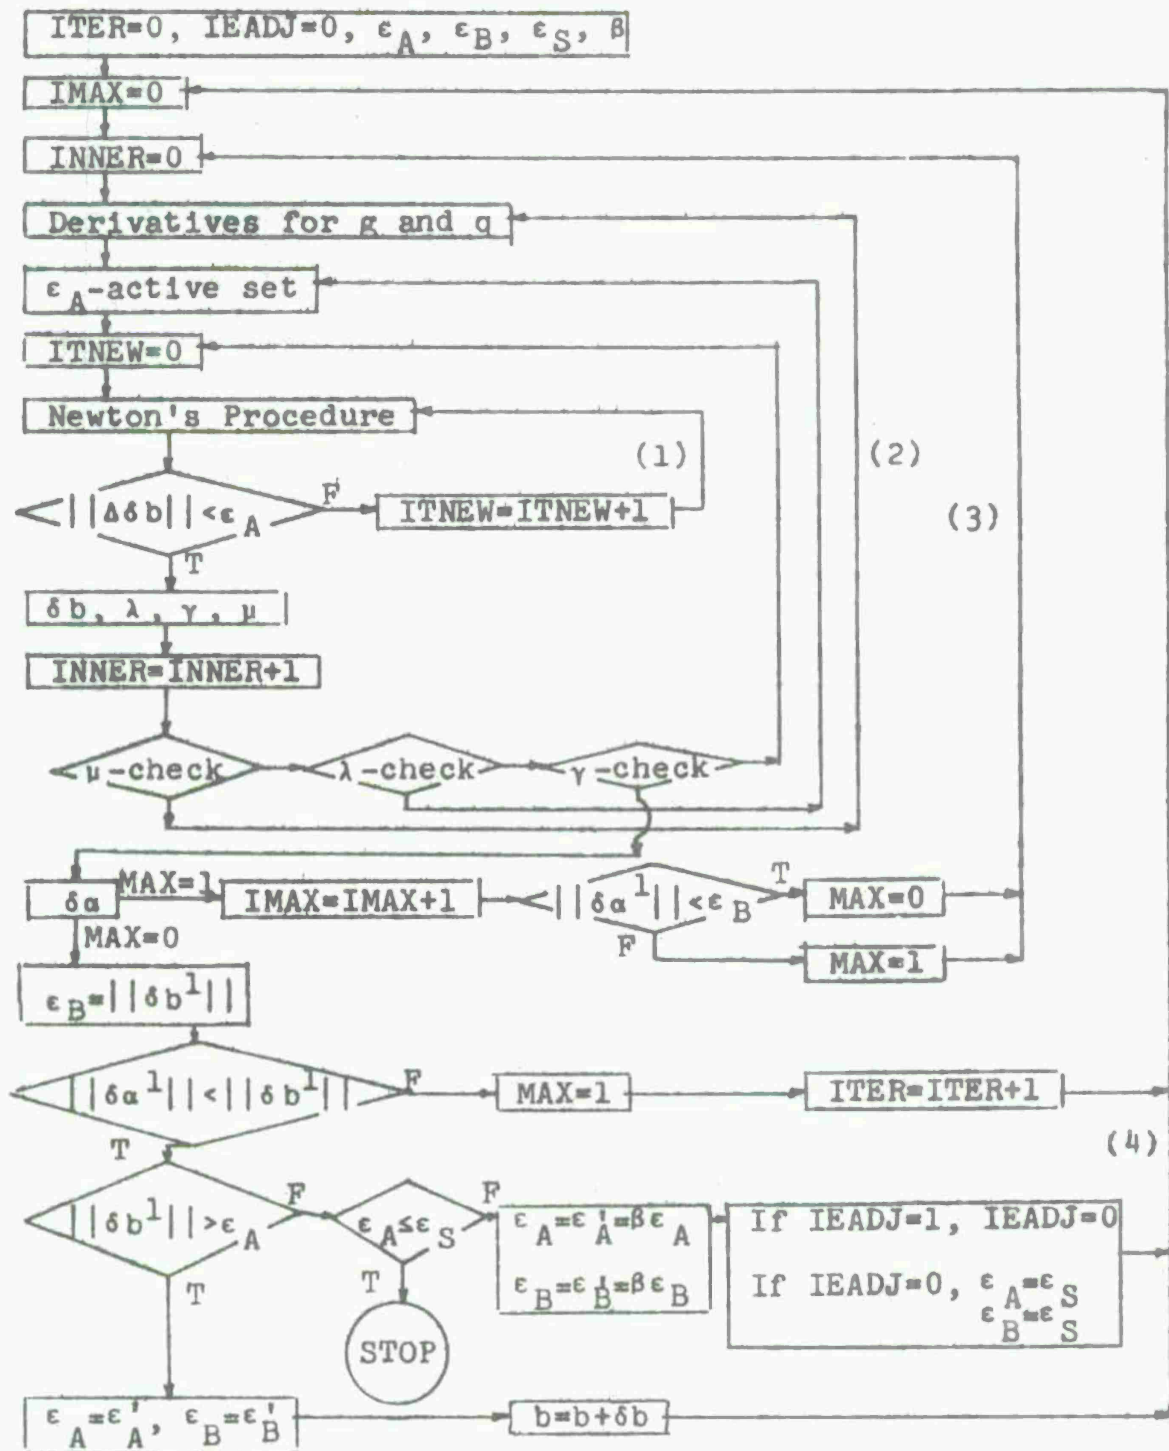 ITER=0, IEADJ=0, ε_A, ε_B, ε_S, β
IMAX=0
INNER=0
Derivatives for g and q
ε_A-active set
ITNEW=0
Newton's Procedure
(1)
(2)
(3)
||Δδb||<ε_A
F
ITNEW=ITNEW+1
T
δb, λ, γ, μ
INNER=INNER+1
μ-check
λ-check
γ-check
δα
MAX=1
IMAX=IMAX+1
||δα^1||<ε_B
T
MAX=0
F
MAX=1
MAX=0
ε_B=||δb^1||
||δα^1||<||δb^1||
F
MAX=1
ITER=ITER+1
T
(4)
||δb^1||>ε_A
F
ε_A≤ε_S
F
ε_A=ε'_A=βε_A
ε_B=ε'_B=βε_B
If IEADJ=1, IEADJ=0
If IEADJ=0, ε_A=ε_S
ε_B=ε_S
T
T
STOP
ε_A=ε'_A, ε_B=ε'_B
b=b+δb